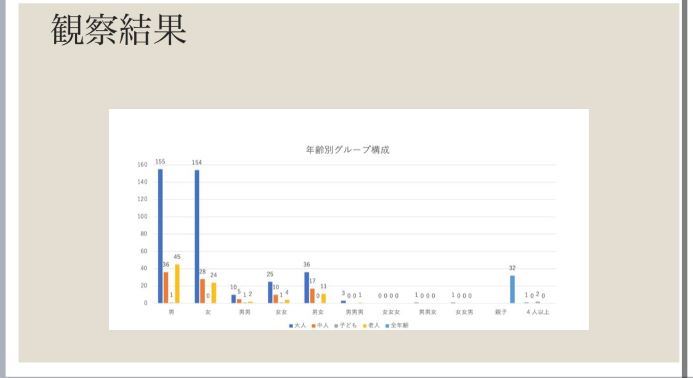 観察結果
年齢別グループ構成
160
140
120
100
80
60
40
20
0
155 36 1 45
154 28 0 24
10 5 1 2
25 10 1 4
36 17 0 11
3 0 0 1
0 0 0 0
1 0 0 0
1 0 0 0
32
1 0 2 0
男 女 男男 女女 男女 男男男 女女女 男男女 女女男 親子 4人以上
大人 中人 子ども 老人 全年齢